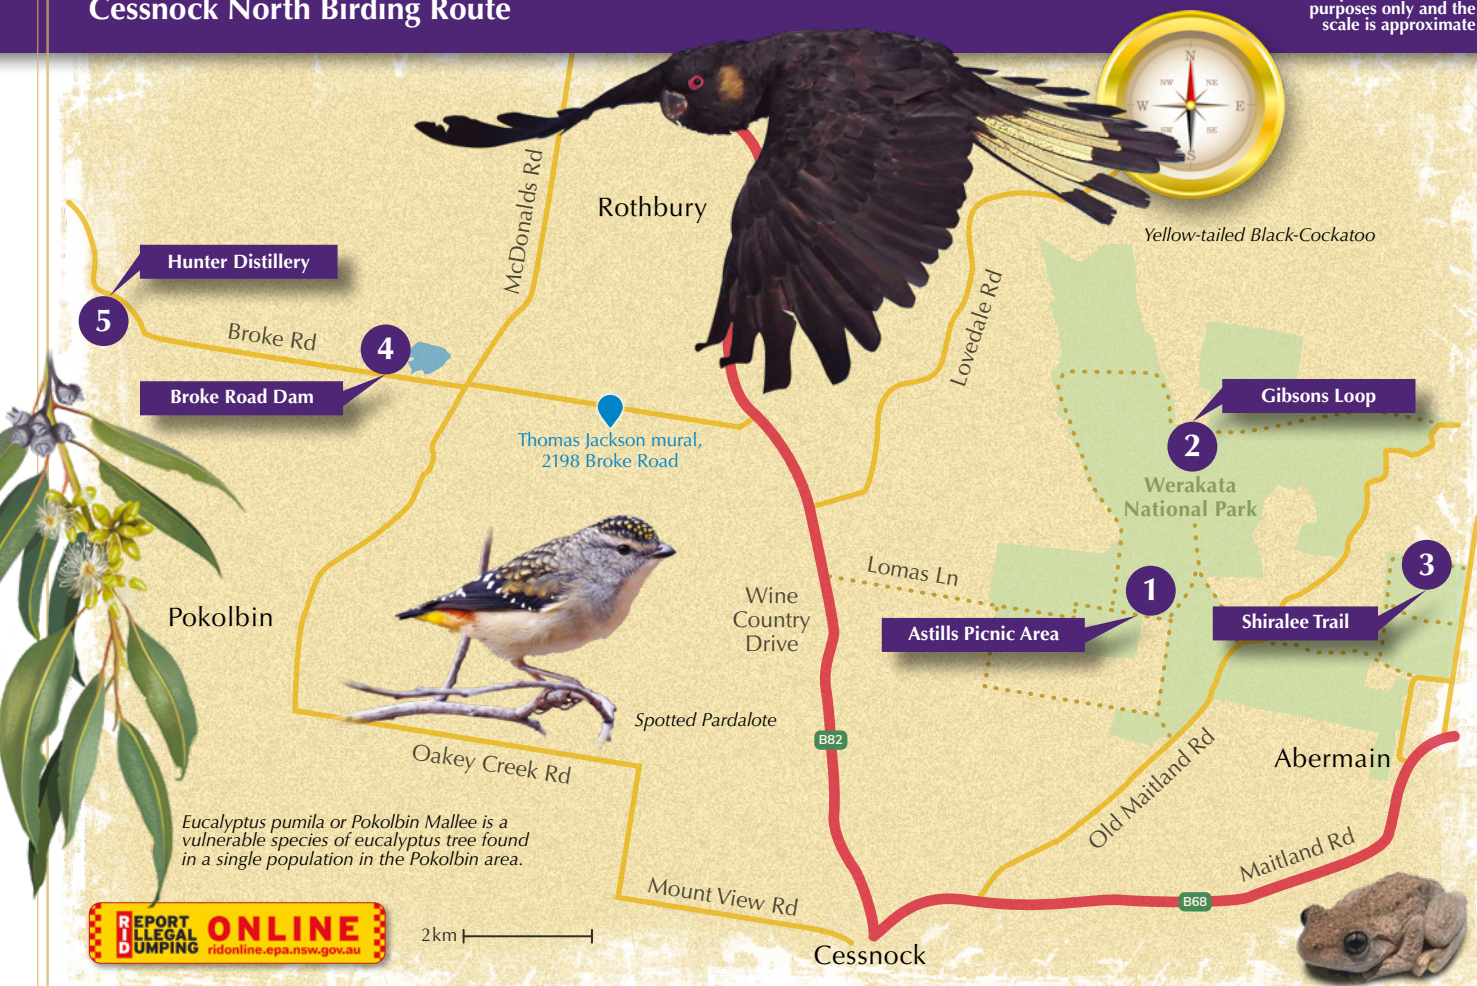 Cessnock North Birding Route
purposes only and the
scale is approximate
N
NW
NE
W
E
SW
SE
S
McDonalds Rd
Rothbury
Yellow-tailed Black-Cockatoo
Hunter Distillery
5
Broke Rd
4
Lovedale Rd
Broke Road Dam
Gibsons Loop
Thomas Jackson mural,
2198 Broke Road
2
Werakata
National Park
Lomas Ln
3
1
Wine
Country
Drive
Pokolbin
Astills Picnic Area
Shiralee Trail
Spotted Pardalote
B82
Oakey Creek Rd
Abermain
Old Maitland Rd
Eucalyptus pumila or Pokolbin Mallee is a
vulnerable species of eucalyptus tree found
in a single population in the Pokolbin area.
Maitland Rd
Mount View Rd
B68
REPORT
ILLEGAL
DUMPING
ONLINE
ridonline.epa.nsw.gov.au
2km
Cessnock